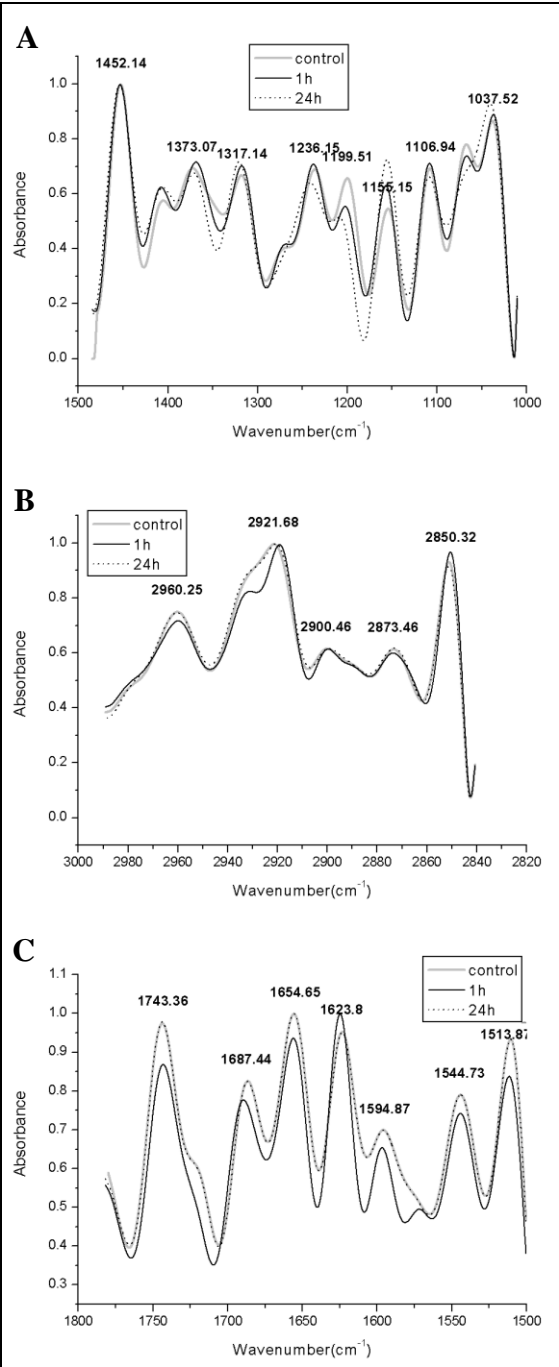 A
control
1h
24h
1452.14
1373.07
1317.14
1236.15
1199.51
1155.15
1106.94
1037.52
1.0
0.8
0.6
0.4
0.2
0.0
Absorbance
1500 1400 1300 1200 1100 1000
Wavenumber(cm⁻¹)
B
control
1h
24h
2960.25
2921.68
2900.46
2873.46
2850.32
1.0
0.8
0.6
0.4
0.2
0.0
Absorbance
3000 2980 2960 2940 2920 2900 2880 2860 2840 2820
Wavenumber(cm⁻¹)
C
control
1h
24h
1743.36
1687.44
1654.65
1623.8
1594.87
1544.73
1513.87
1.1
1.0
0.9
0.8
0.7
0.6
0.5
0.4
0.3
Absorbance
1800 1750 1700 1650 1600 1550 1500
Wavenumber(cm⁻¹)